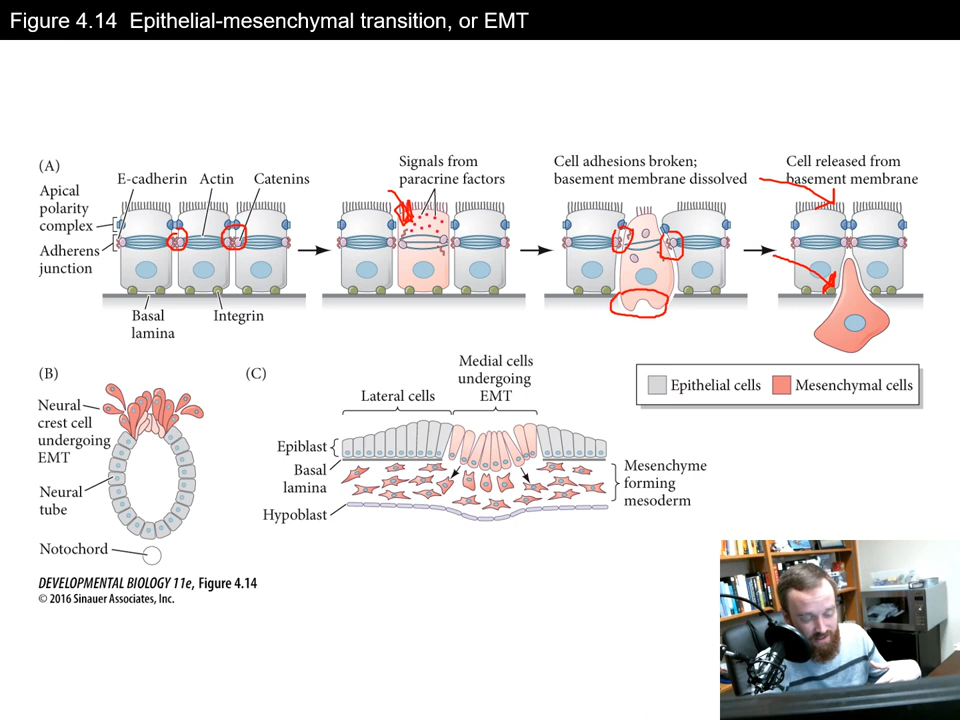 Figure 4.14 Epithelial-mesenchymal transition, or EMT
(A)
E-cadherin
Actin
Catenins
Apical
polarity
complex
Adherens
junction
Basal
lamina
Integrin
Signals from
paracrine factors
Cell adhesions broken;
basement membrane dissolved
Cell released from
basement membrane
Epithelial cells
Mesenchymal cells
(B)
Neural
crest cell
undergoing
EMT
Neural
tube
Notochord
(C)
Lateral cells
Medial cells
undergoing
EMT
Epiblast
Basal
lamina
Hypoblast
Mesenchyme
forming
mesoderm
DEVELOPMENTAL BIOLOGY 11e, Figure 4.14
© 2016 Sinauer Associates, Inc.